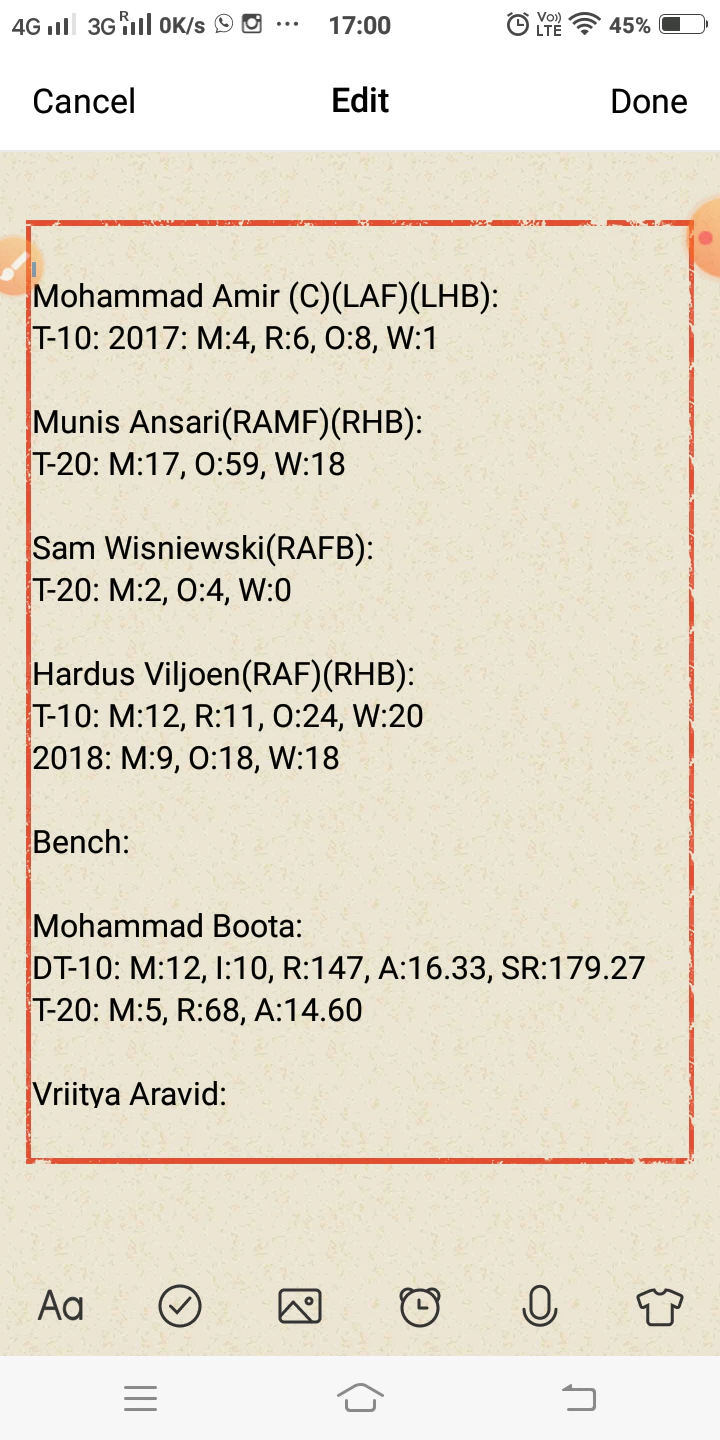 4G 3G R 0K/s ... 17:00 Vo)) LTE 45%
Cancel Edit Done
Mohammad Amir (C)(LAF)(LHB):
T-10: 2017: M:4, R:6, O:8, W:1
Munis Ansari(RAMF)(RHB):
T-20: M:17, O:59, W:18
Sam Wisniewski(RAFB):
T-20: M:2, O:4, W:0
Hardus Viljoen(RAF)(RHB):
T-10: M:12, R:11, O:24, W:20
2018: M:9, O:18, W:18
Bench:
Mohammad Boota:
DT-10: M:12, I:10, R:147, A:16.33, SR:179.27
T-20: M:5, R:68, A:14.60
Vriitya Aravid:
Aa